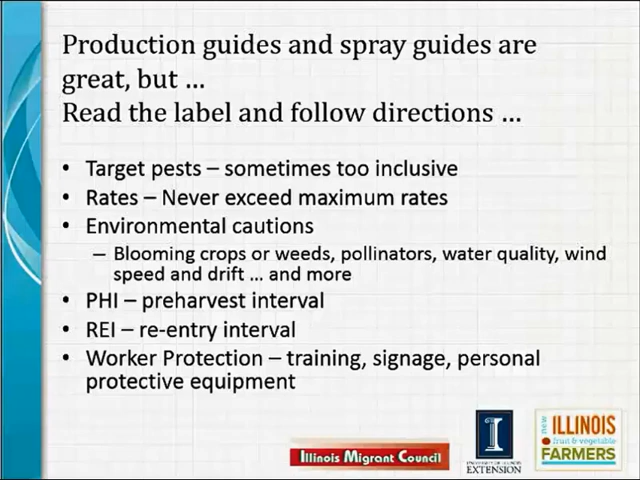 Production guides and spray guides are
great, but ...
Read the label and follow directions ...
• Target pests – sometimes too inclusive
• Rates – Never exceed maximum rates
• Environmental cautions
– Blooming crops or weeds, pollinators, water quality, wind
speed and drift ... and more
• PHI – preharvest interval
• REI – re-entry interval
• Worker Protection – training, signage, personal
protective equipment
Illinois Migrant Council
I
UNIVERSITY OF ILLINOIS
EXTENSION
new
ILLINOIS
fruit & vegetable
FARMERS